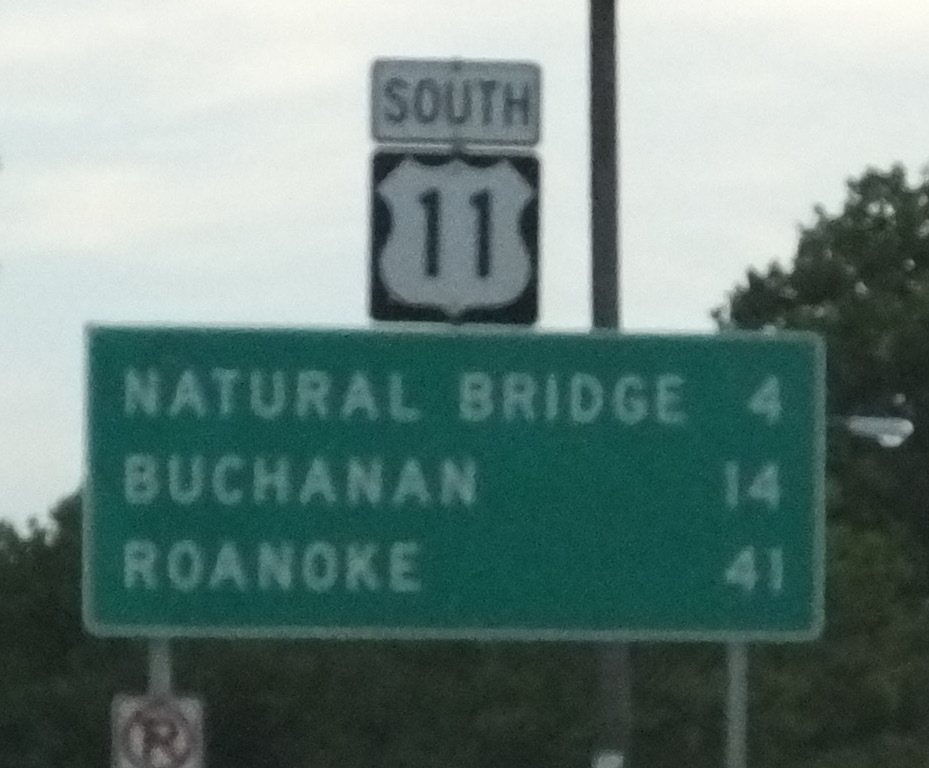 SOUTH
11
NATURAL BRIDGE 4
BUCHANAN 14
ROANOKE 41
P